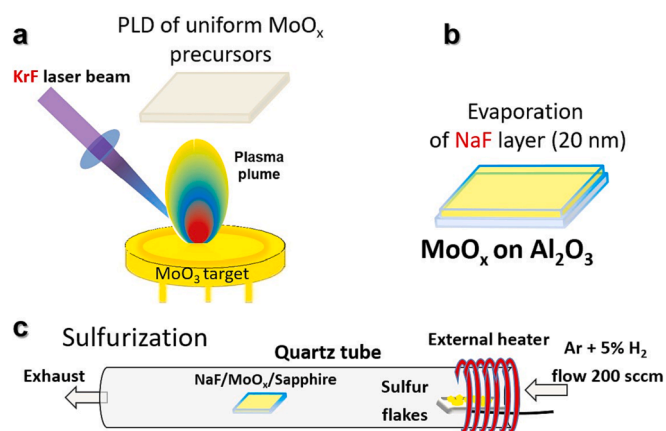 a
PLD of uniform MoOₓ
precursors
KrF laser beam
Plasma
plume
MoO₃ target
b
Evaporation
of NaF layer (20 nm)
MoOₓ on Al₂O₃
c
Sulfurization
Quartz tube
External heater
Ar + 5% H₂
flow 200 sccm
Exhaust
NaF/MoOₓ/Sapphire
Sulfur
flakes